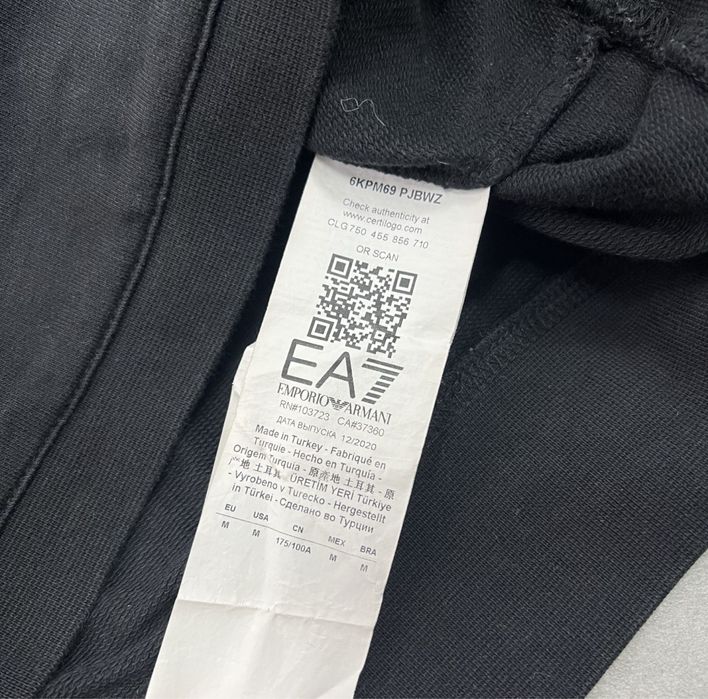 6KPM69 PJBWZ
Check authenticity at
www.certilogo.com
CLG 750 455 856 710
OR SCAN
EA7
EMPORIO ARMANI
RN#103723 CA#37360
ДАТА ВЫПУСКА 12/2020
Made in Turkey - Fabriqué en
Turquie - Hecho en Turquía -
Origem Turquia - 原產地 土耳其 - 原
产地 土耳其 ÜRETİM YERİ Türkiye
- Vyrobeno v Turecko - Hergestellt
in Türkei - Сделано во Турции
EU USA CN MEX BRA
M M 175/100A M M